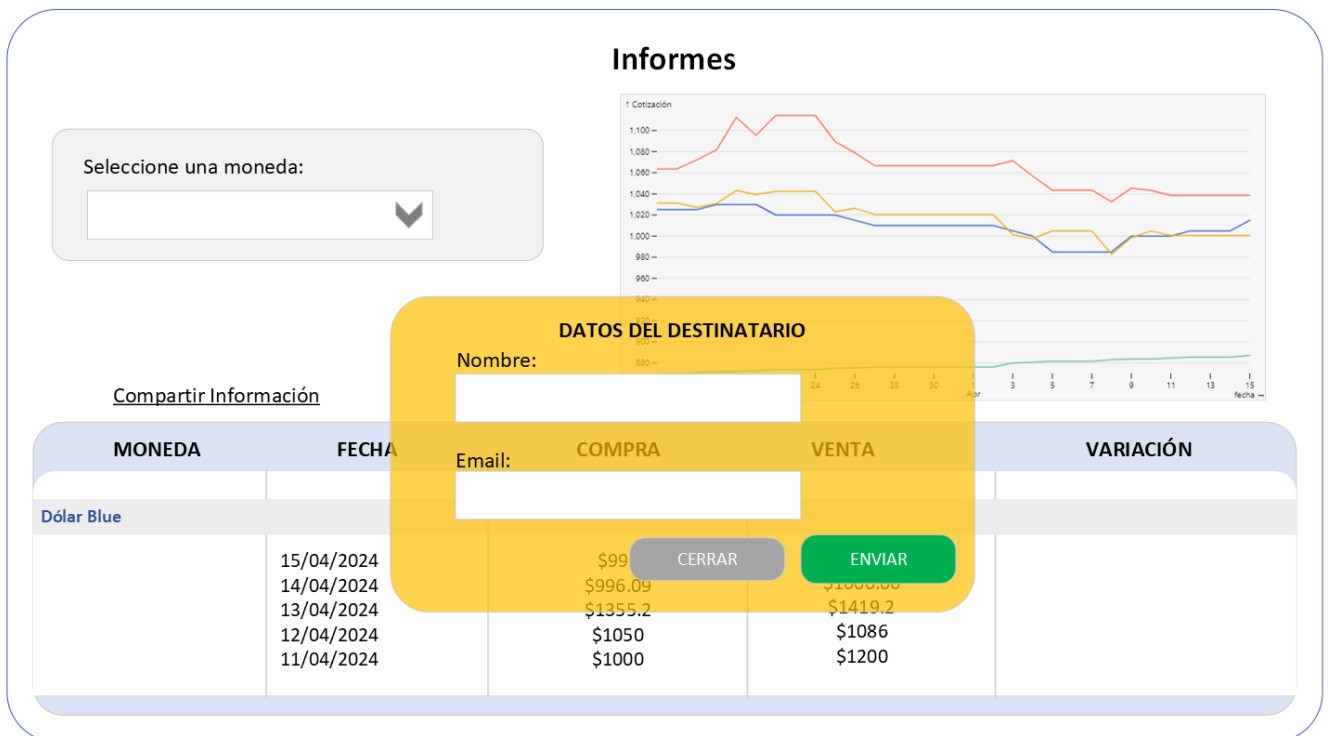 Informes
Seleccione una moneda:
↑ Cotización
1,100
1,080
1,060
1,040
1,020
1,000
980
960
940
920
900
880
24 26 28 30 1 3 5 7 9 11 13 15
Apr
fecha →
DATOS DEL DESTINATARIO
Nombre:
Email:
CERRAR ENVIAR
Compartir Información
MONEDA FECHA COMPRA VENTA VARIACIÓN
Dólar Blue
15/04/2024
14/04/2024 $996.09
13/04/2024 $1355.2 $1419.2
12/04/2024 $1050 $1086
11/04/2024 $1000 $1200